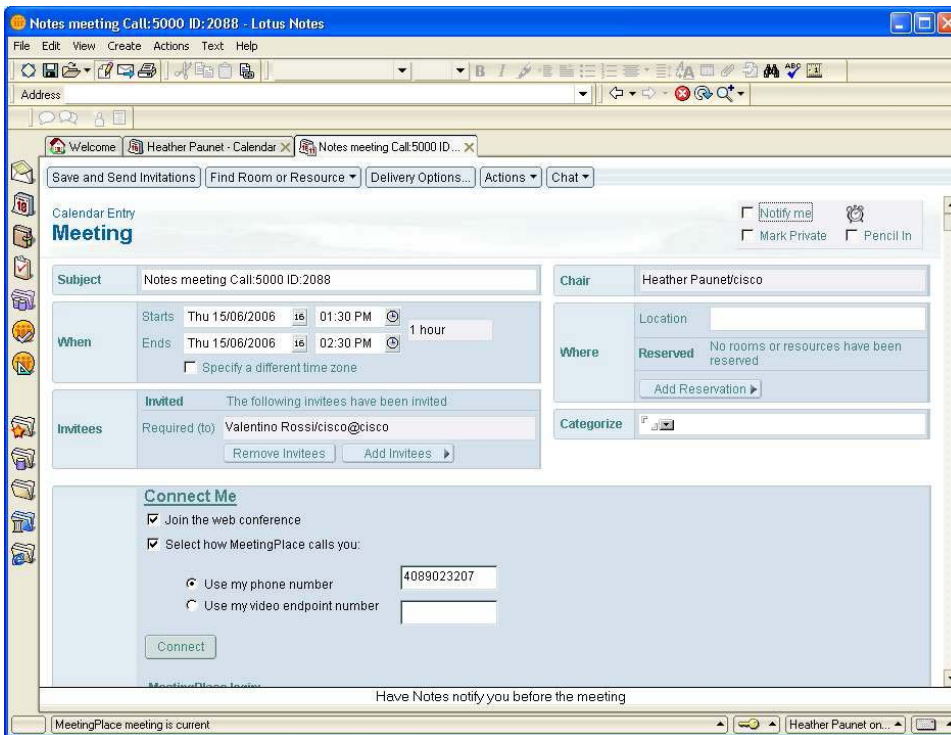 Notes meeting Call:5000 ID:2088 - Lotus Notes
File Edit View Create Actions Text Help
Address
Welcome Heather Paunet - Calendar Notes meeting Call:5000 ID ...
Save and Send Invitations Find Room or Resource Delivery Options... Actions Chat
Calendar Entry
Meeting
Notify me
Mark Private Pencil In
Subject Notes meeting Call:5000 ID:2088
When
Starts Thu 15/06/2006 16 01:30 PM
Ends Thu 15/06/2006 16 02:30 PM
1 hour
Specify a different time zone
Invitees
Invited The following invitees have been invited
Required (to) Valentino Rossi/cisco@cisco
Remove Invitees Add Invitees
Chair Heather Paunet/cisco
Where
Location
Reserved No rooms or resources have been
reserved
Add Reservation
Categorize
Connect Me
Join the web conference
Select how MeetingPlace calls you:
Use my phone number 4089023207
Use my video endpoint number
Connect
MeetingPlace login:
Have Notes notify you before the meeting
MeetingPlace meeting is current Heather Paunet on...